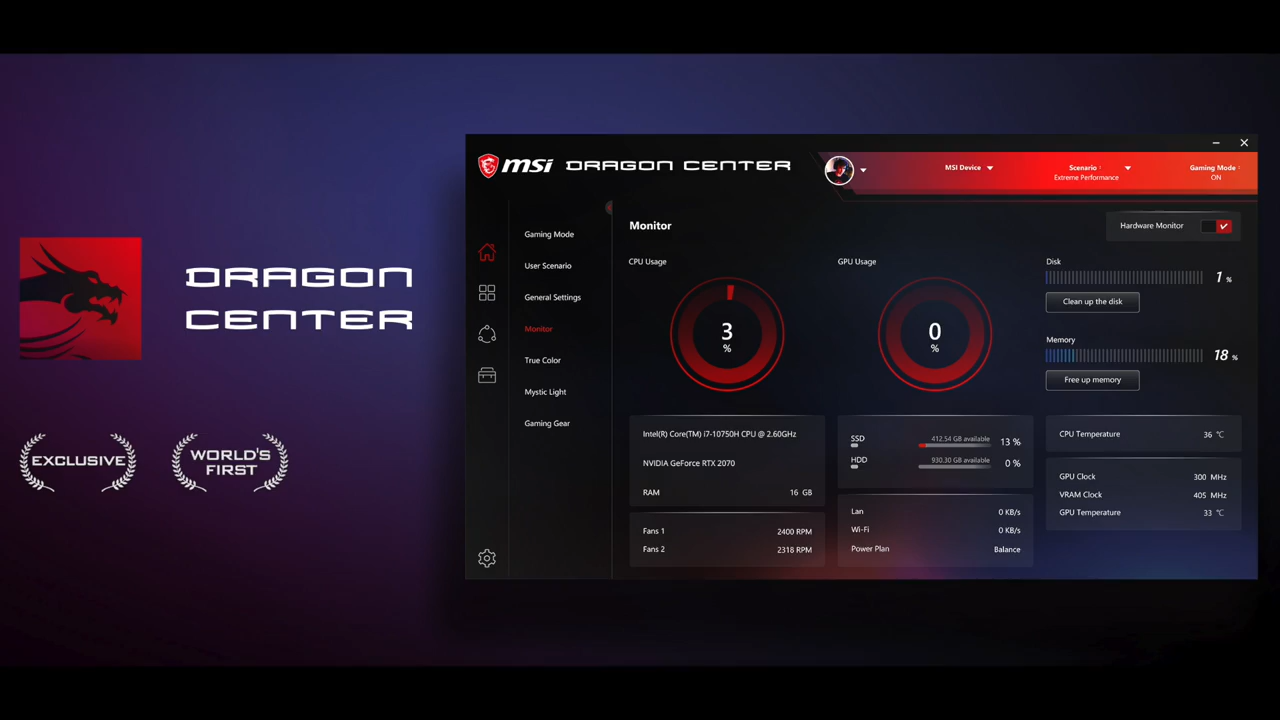 DRAGON
CENTER
EXCLUSIVE
WORLD'S
FIRST
msi DRAGON CENTER
MSI Device
Scenario :
Extreme Performance
Gaming Mode :
ON
Gaming Mode
User Scenario
General Settings
Monitor
True Color
Mystic Light
Gaming Gear
Monitor
Hardware Monitor
CPU Usage
3
%
GPU Usage
0
%
Disk
1 %
Clean up the disk
Memory
18 %
Free up memory
Intel(R) Core(TM) i7-10750H CPU @ 2.60GHz
NVIDIA GeForce RTX 2070
RAM 16 GB
Fans 1 2400 RPM
Fans 2 2318 RPM
SSD 412.54 GB available 13 %
HDD 930.30 GB available 0 %
Lan 0 KB/s
Wi-Fi 0 KB/s
Power Plan Balance
CPU Temperature 36 ℃
GPU Clock 300 MHz
VRAM Clock 405 MHz
GPU Temperature 33 ℃